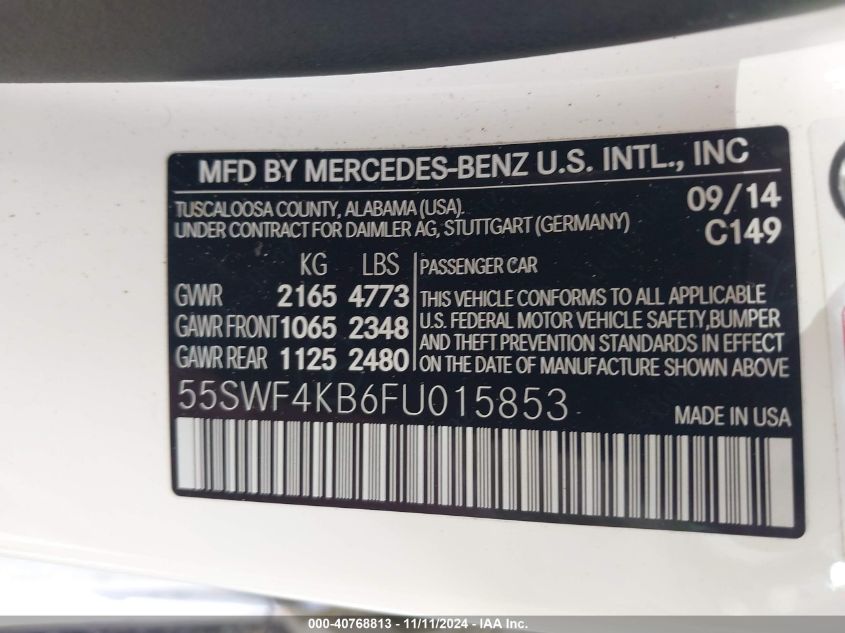 MFD BY MERCEDES-BENZ U.S. INTL., INC
TUSCALOOSA COUNTY, ALABAMA (USA).
UNDER CONTRACT FOR DAIMLER AG, STUTTGART (GERMANY)
09/14
C149
KG LBS
GVWR 2165 4773
GAWR FRONT 1065 2348
GAWR REAR 1125 2480
PASSENGER CAR
THIS VEHICLE CONFORMS TO ALL APPLICABLE
U.S. FEDERAL MOTOR VEHICLE SAFETY,BUMPER
AND THEFT PREVENTION STANDARDS IN EFFECT
ON THE DATE OF MANUFACTURE SHOWN ABOVE
55SWF4KB6FU015853
MADE IN USA
000-40768813 - 11/11/2024 - IAA Inc.